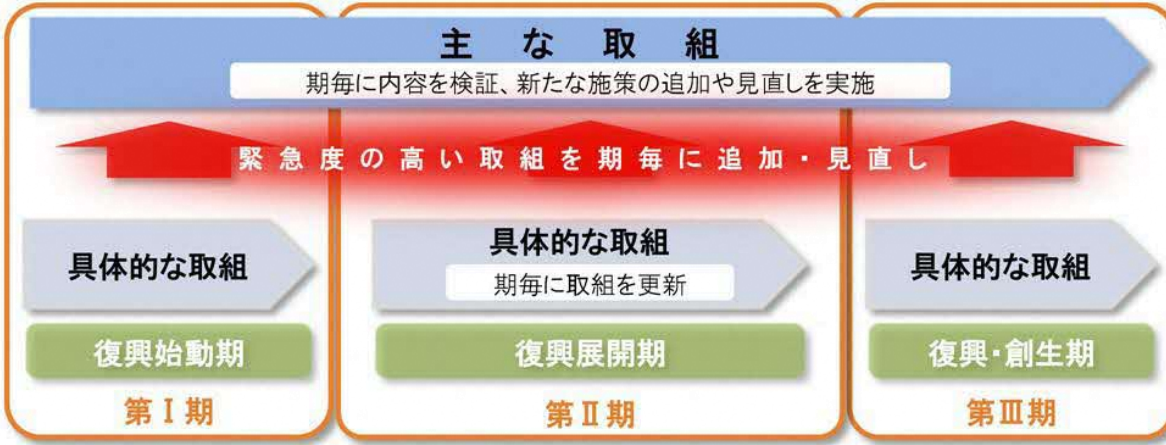 主な取組
期毎に内容を検証、新たな施策の追加や見直しを実施
緊急度の高い取組を期毎に追加・見直し
具体的な取組
具体的な取組
期毎に取組を更新
具体的な取組
復興始動期
復興展開期
復興・創生期
第Ⅰ期
第Ⅱ期
第Ⅲ期